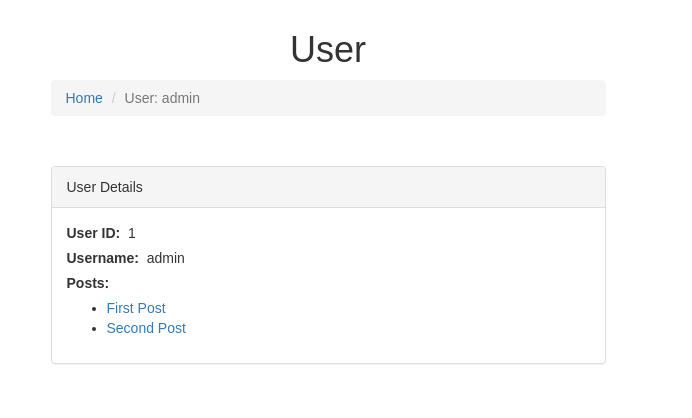 User
Home / User: admin
User Details
User ID: 1
Username: admin
Posts:
• First Post
• Second Post